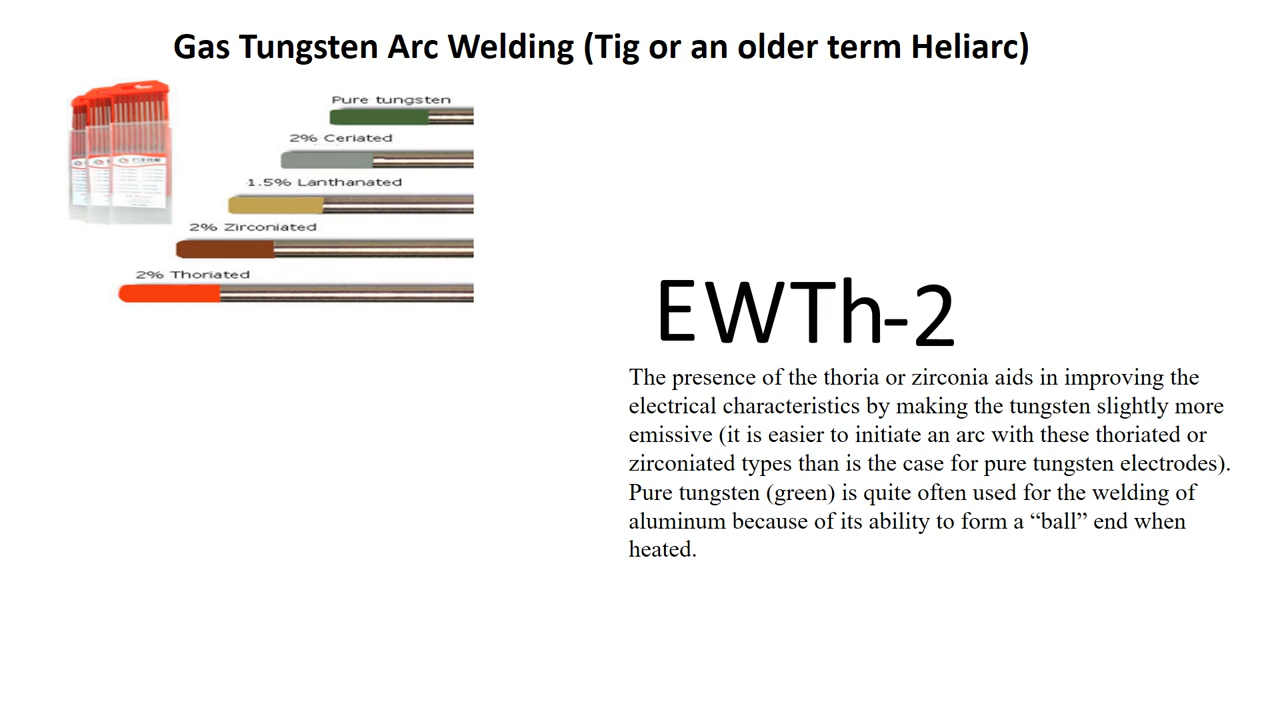 Gas Tungsten Arc Welding (Tig or an older term Heliarc)
Pure tungsten
2% Ceriated
1.5% Lanthanated
2% Zirconiated
2% Thoriated
EWTh-2
The presence of the thoria or zirconia aids in improving the
electrical characteristics by making the tungsten slightly more
emissive (it is easier to initiate an arc with these thoriated or
zirconiated types than is the case for pure tungsten electrodes).
Pure tungsten (green) is quite often used for the welding of
aluminum because of its ability to form a “ball” end when
heated.